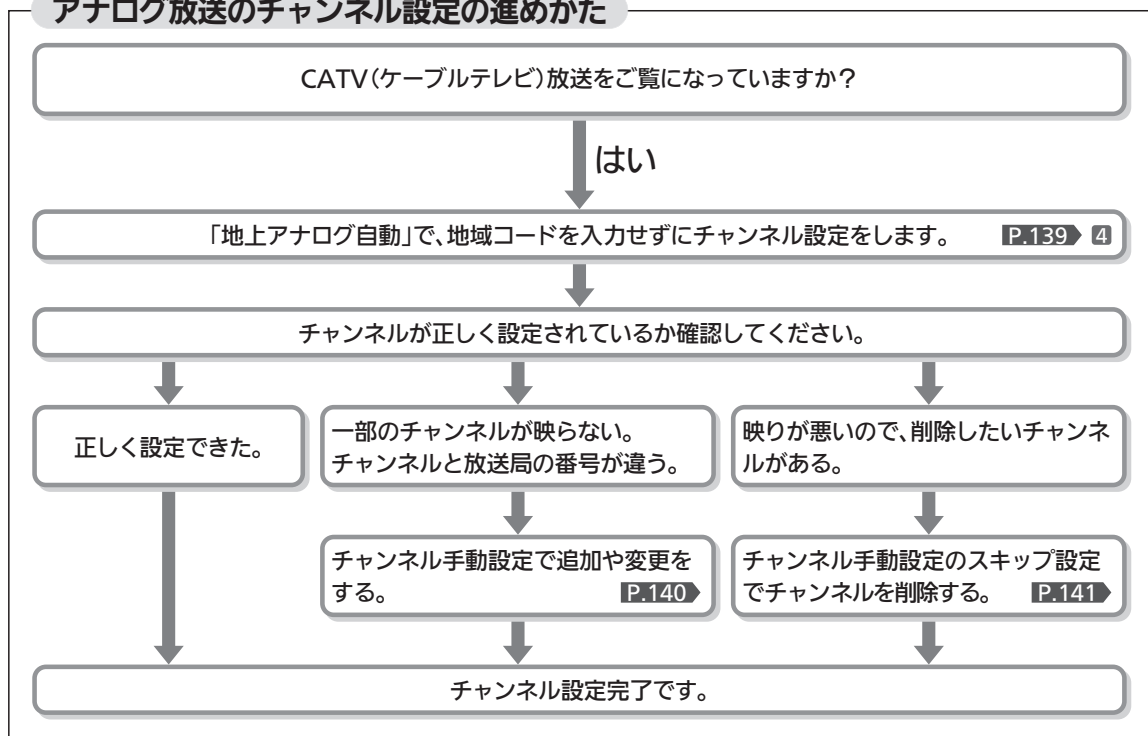 アナログ放送のチャンネル設定の進めかた
CATV（ケーブルテレビ）放送をご覧になっていますか？
はい
「地上アナログ自動」で、地域コードを入力せずにチャンネル設定をします。 P.139 4
チャンネルが正しく設定されているか確認してください。
正しく設定できた。
一部のチャンネルが映らない。
チャンネルと放送局の番号が違う。
映りが悪いので、削除したいチャンネ
ルがある。
チャンネル手動設定で追加や変更を
する。 P.140
チャンネル手動設定のスキップ設定
でチャンネルを削除する。 P.141
チャンネル設定完了です。